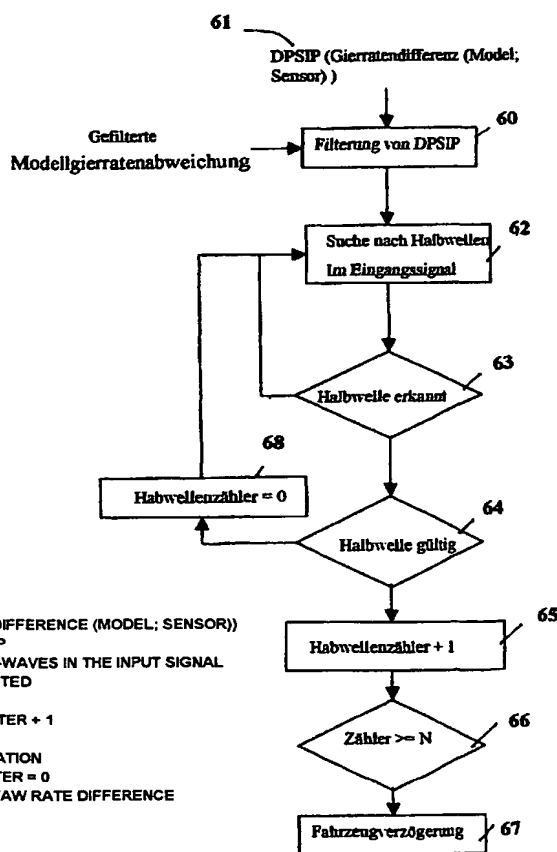 61
DPSIP (Gierratendifferenz (Model;
Sensor) )
60
Gefilterte
Modellgierratenabweichung
Filterung von DPSIP
62
Suche nach Halbwellen
Im Eingangssignal
63
Halbwelle erkannt
68
Habwellenzähler = 0
64
Halbwelle gültig
65
Habwellenzähler + 1
66
Zähler >= N
Fahrzeugverzögerung
67
DIFFERENCE (MODEL; SENSOR))
P
-WAVES IN THE INPUT SIGNAL
TED
TER + 1
ATION
TER = 0
YAW RATE DIFFERENCE